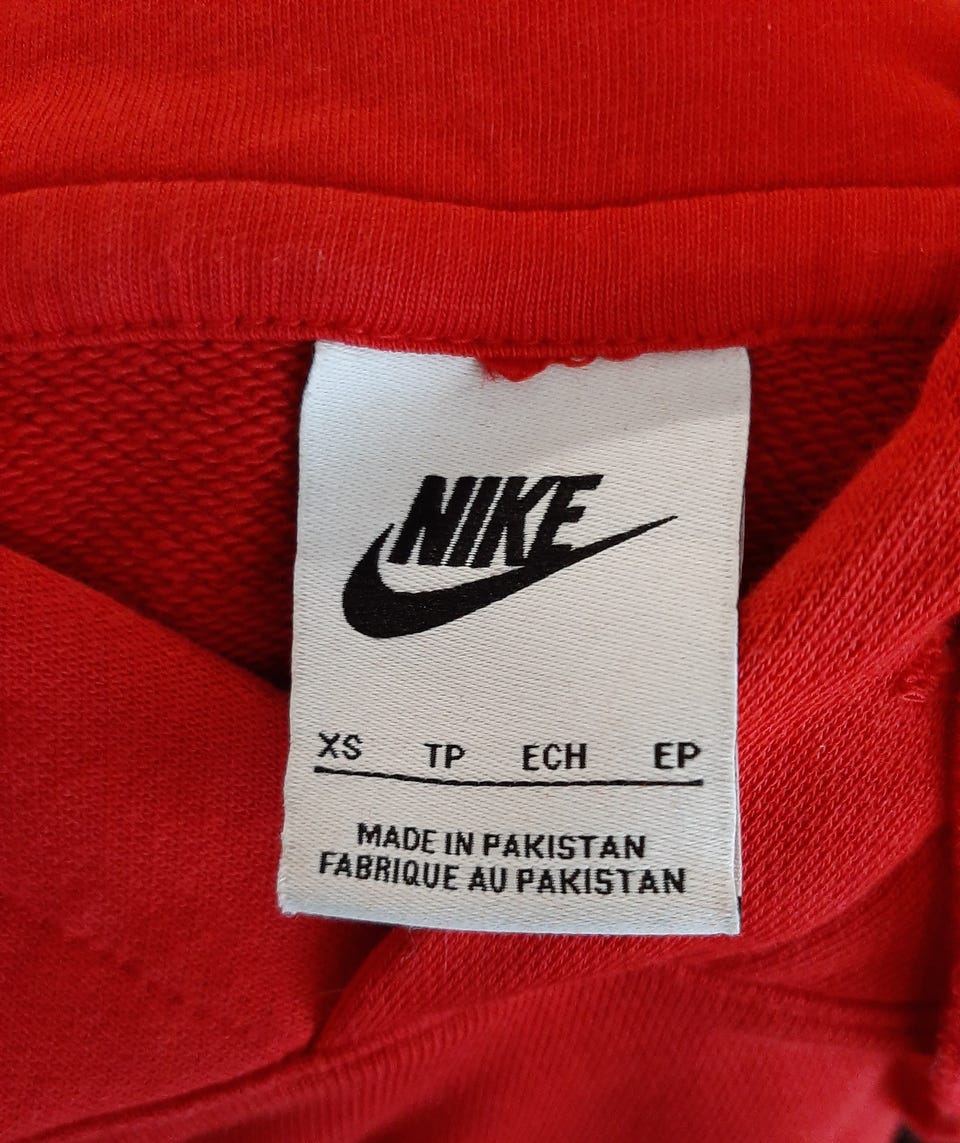 NIKE
XS TP ECH EP
MADE IN PAKISTAN
FABRIQUE AU PAKISTAN